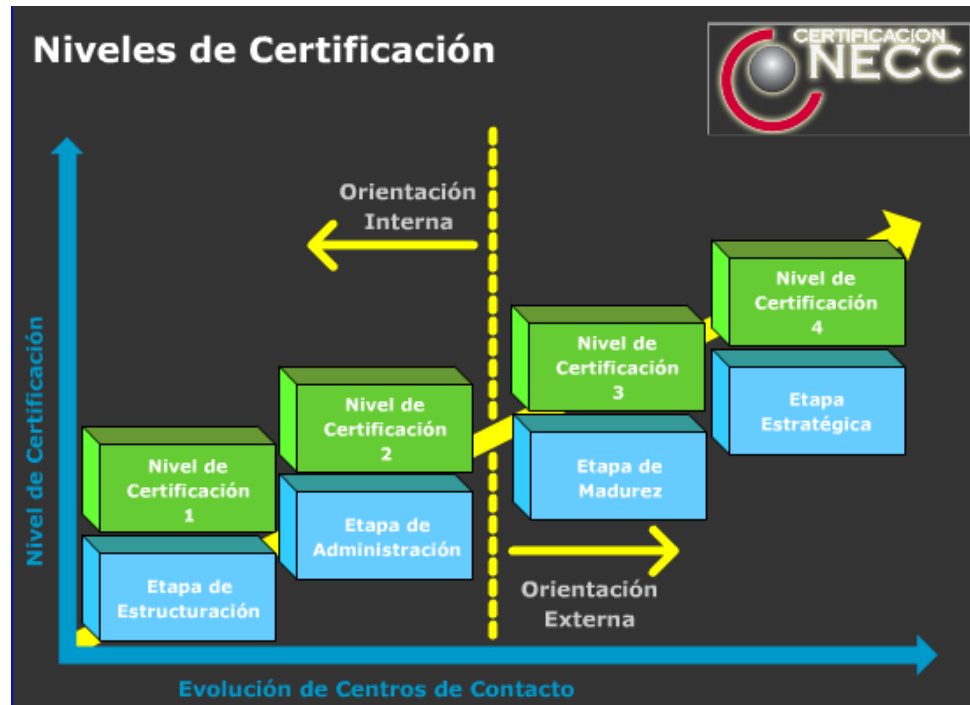 Niveles de Certificación
CERTIFICACION
NECC
Orientación
Interna
Nivel de
Certificación
4
Nivel de
Certificación
3
Etapa
Estratégica
Nivel de
Certificación
2
Etapa de
Madurez
Nivel de
Certificación
1
Etapa de
Administración
Etapa de
Estructuración
Orientación
Externa
Nivel de Certificación
Evolución de Centros de Contacto